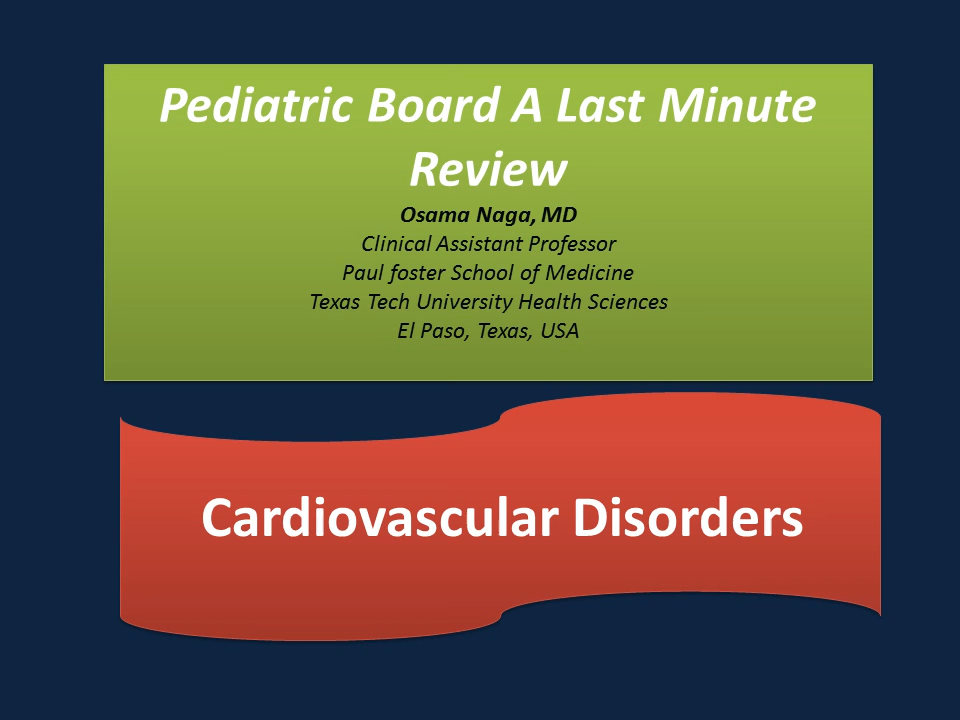 Pediatric Board A Last Minute
Review
Osama Naga, MD
Clinical Assistant Professor
Paul foster School of Medicine
Texas Tech University Health Sciences
El Paso, Texas, USA
Cardiovascular Disorders